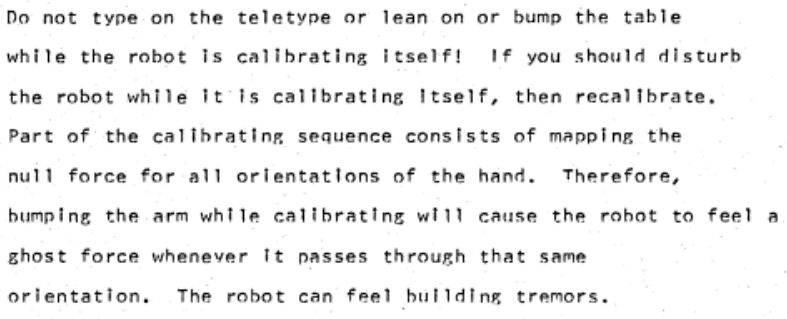 Do not type on the teletype or lean on or bump the table
while the robot is calibrating itself!  If you should disturb
the robot while it is calibrating itself, then recalibrate.
Part of the calibrating sequence consists of mapping the
null force for all orientations of the hand.  Therefore,
bumping the arm while calibrating will cause the robot to feel a
ghost force whenever it passes through that same
orientation.  The robot can feel building tremors.